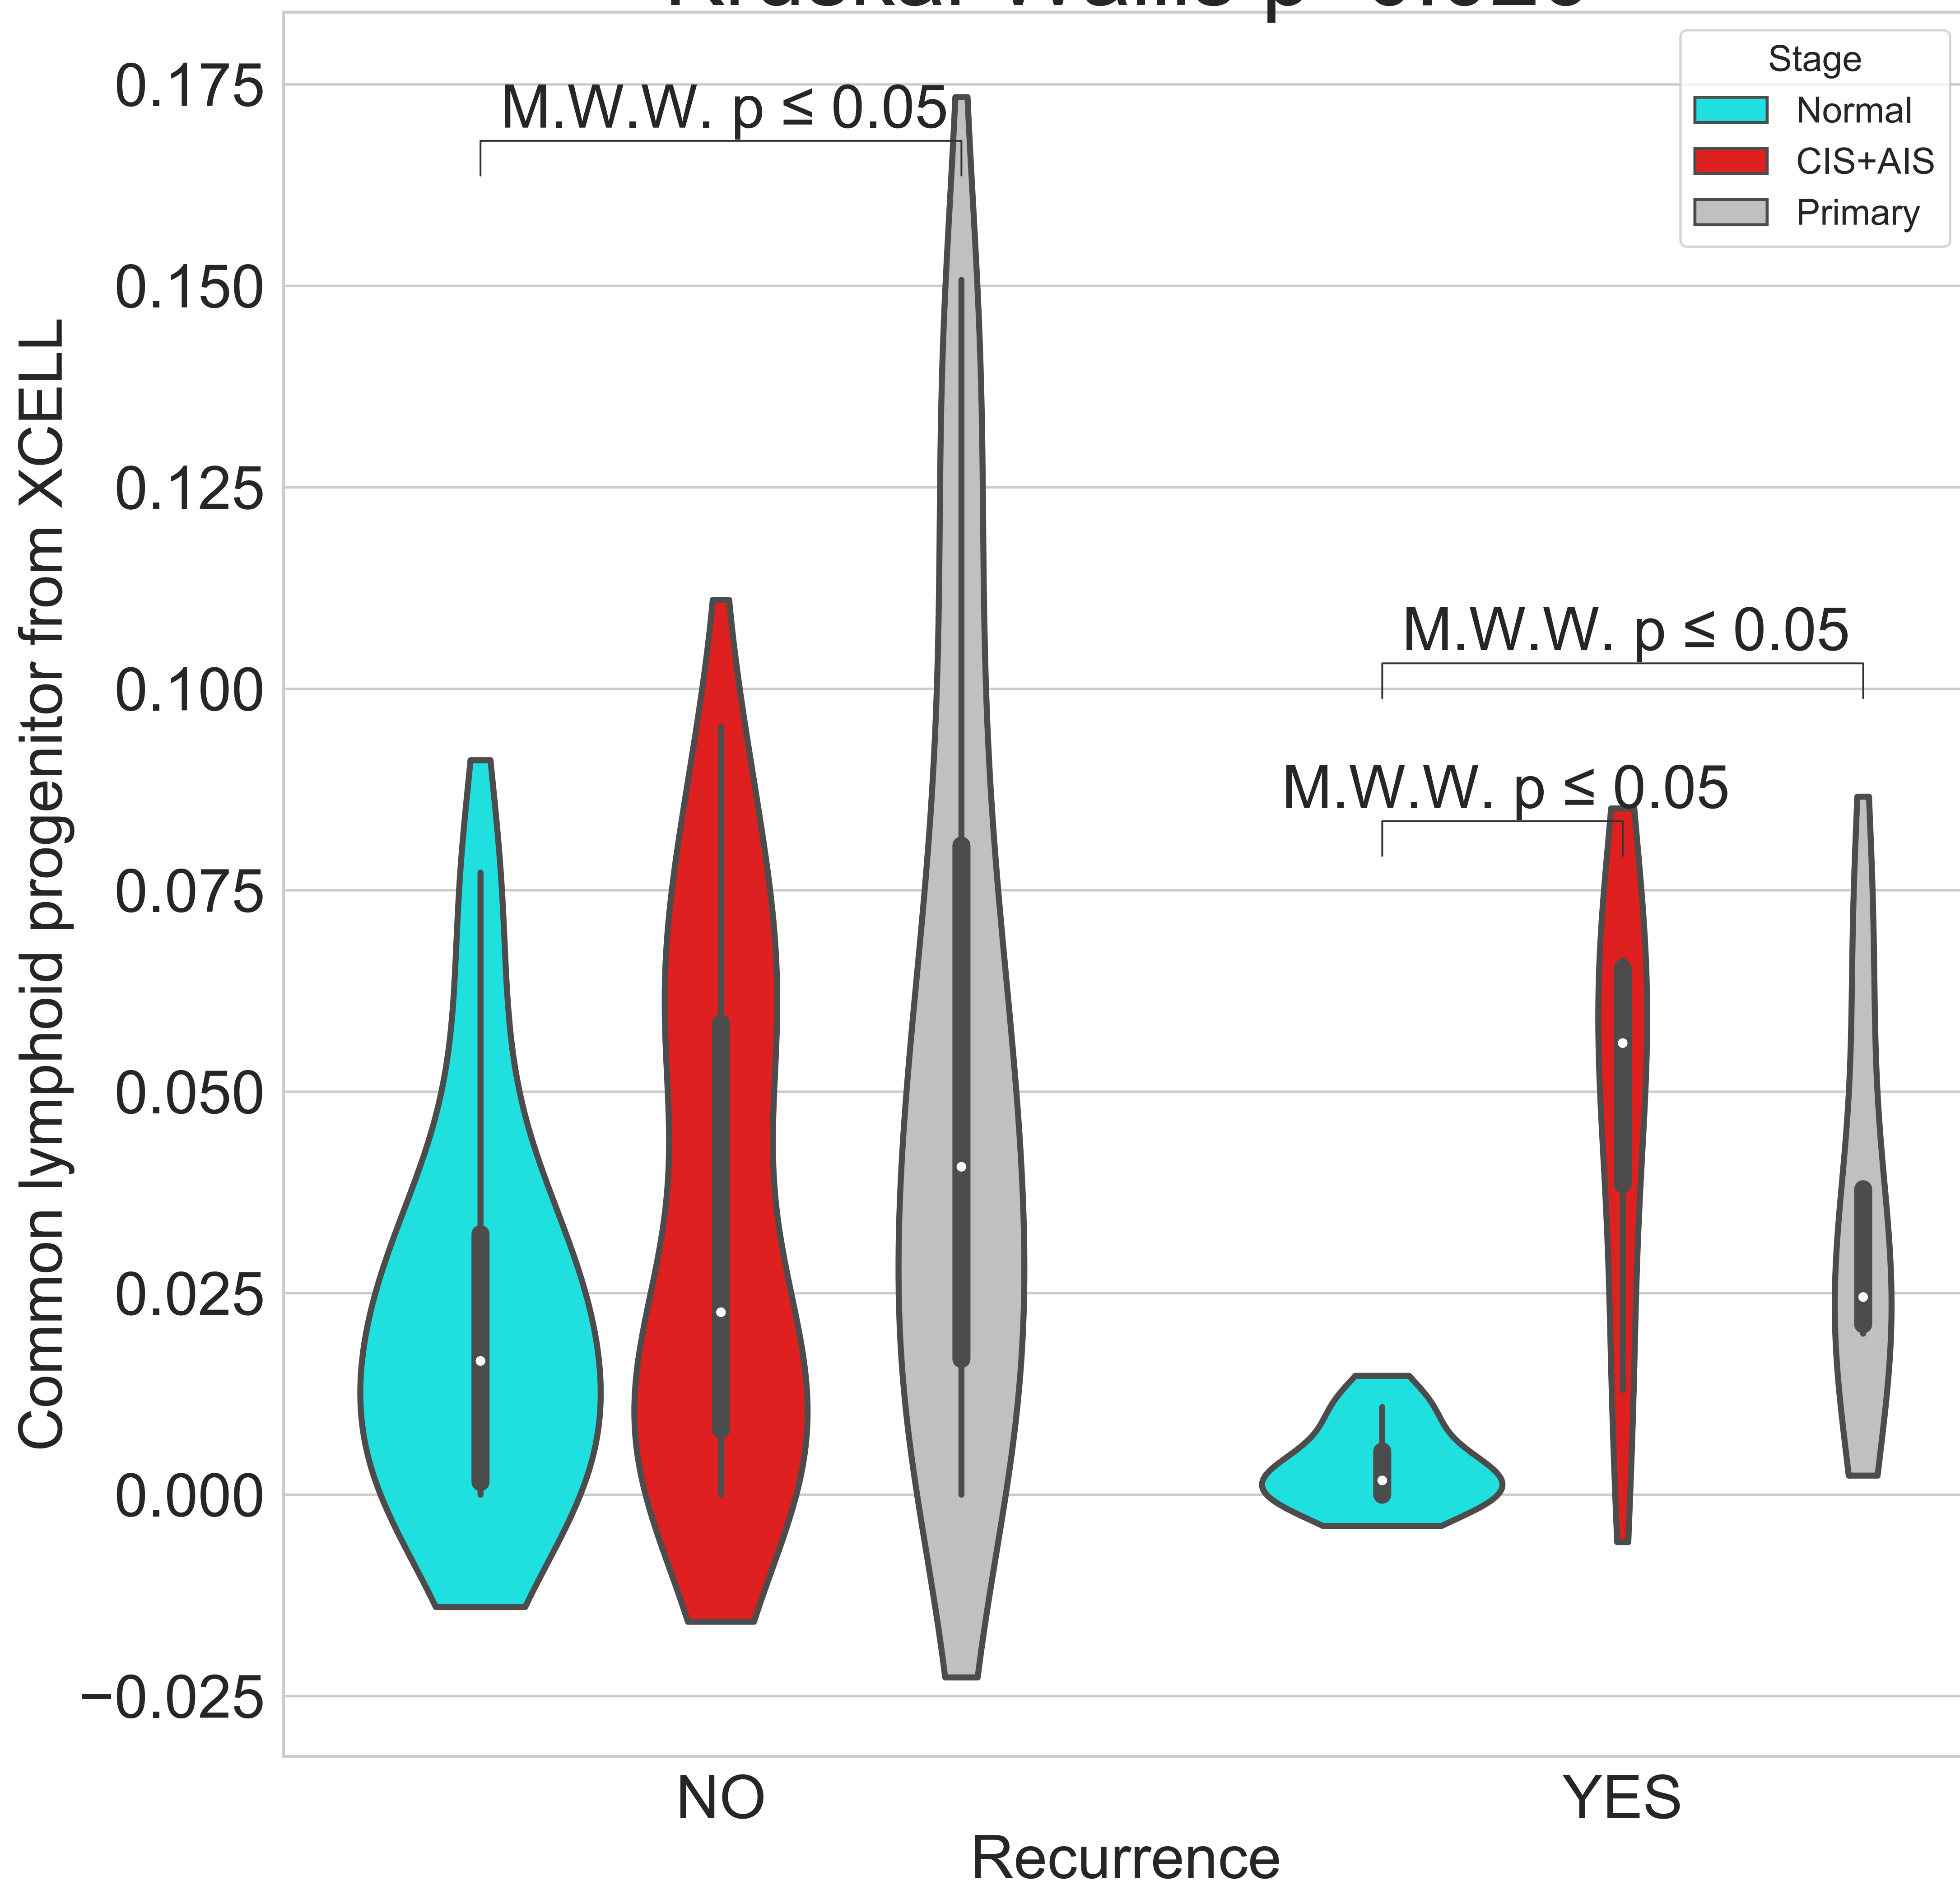 0.175
0.150
0.125
0.100
0.075
0.050
0.025
0.000
−0.025
Common lymphoid progenitor from XCELL
M.W.W. p ≤ 0.05
M.W.W. p ≤ 0.05
M.W.W. p ≤ 0.05
Stage
Normal
CIS+AIS
Primary
NO
YES
Recurrence